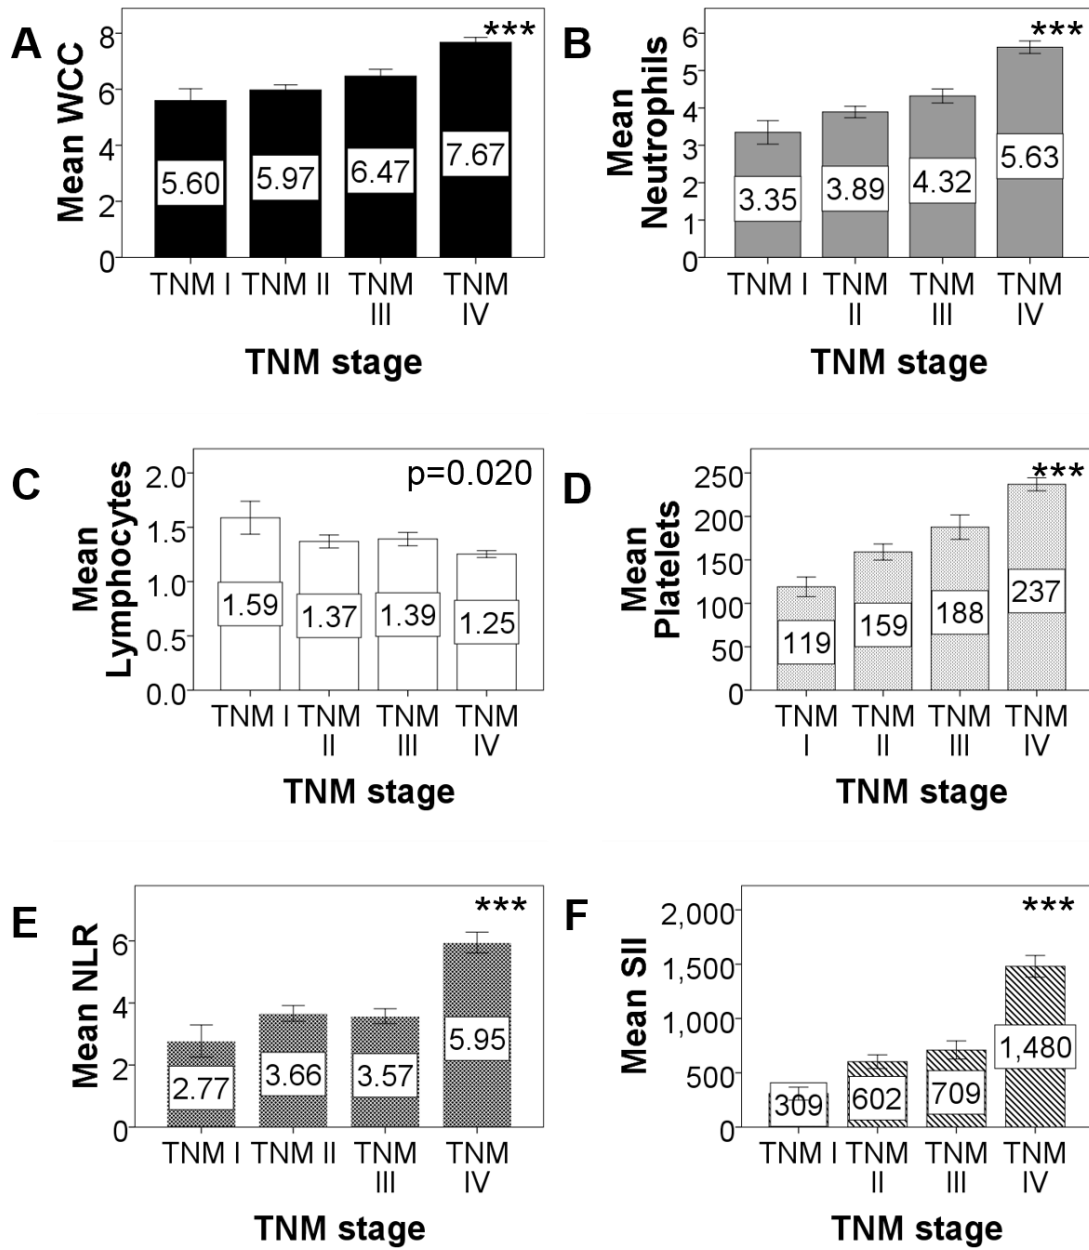 A
Mean WCC
8
6
4
2
0
***
5.60
5.97
6.47
7.67
TNM I
TNM II
TNM
III
TNM
IV
TNM stage
B
Mean
Neutrophils
6
5
4
3
2
1
0
***
3.35
3.89
4.32
5.63
TNM I
TNM
II
TNM
III
TNM
IV
TNM stage
C
Mean
Lymphocytes
2.0
1.5
1.0
0.5
0.0
p=0.020
1.59
1.37
1.39
1.25
TNM I
TNM
II
TNM
III
TNM
IV
TNM stage
D
Mean
Platelets
250
200
150
100
50
0
***
119
159
188
237
TNM
I
TNM
II
TNM
III
TNM
IV
TNM stage
E
Mean NLR
6
4
2
0
***
2.77
3.66
3.57
5.95
TNM I
TNM II
TNM
III
TNM
IV
TNM stage
F
Mean SII
2,000
1,500
1,000
500
0
***
309
602
709
1,480
TNM I
TNM
II
TNM
III
TNM
IV
TNM stage